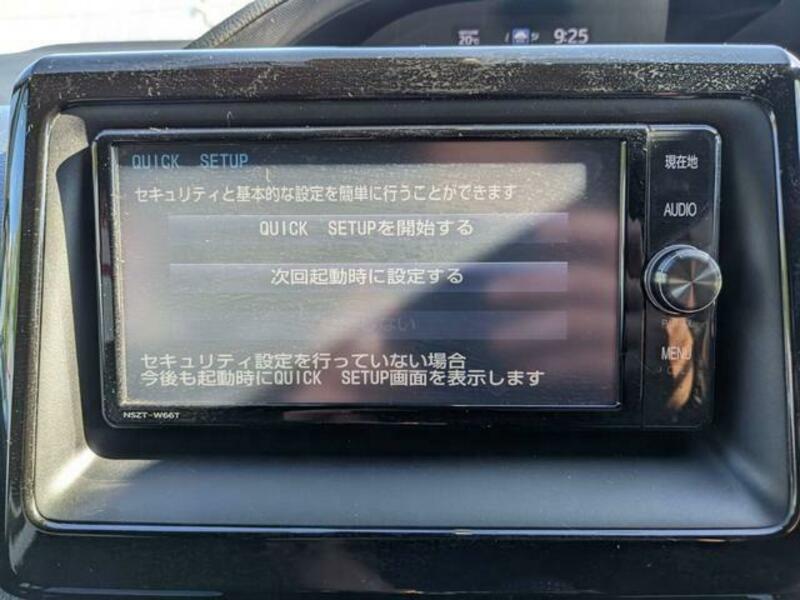 20℃
9:25
QUICK SETUP
セキュリティと基本的な設定を簡単に行うことができます
QUICK SETUPを開始する
次回起動時に設定する
しない
セキュリティ設定を行っていない場合
今後も起動時にQUICK SETUP画面を表示します
NSZT-W66T
現在地
AUDIO
MENU